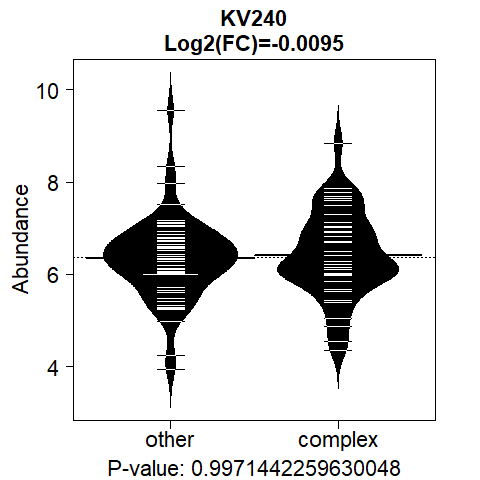 KV240
Log2(FC)=-0.0095
Abundance
10
8
6
4
other
complex
P-value: 0.9971442259630048